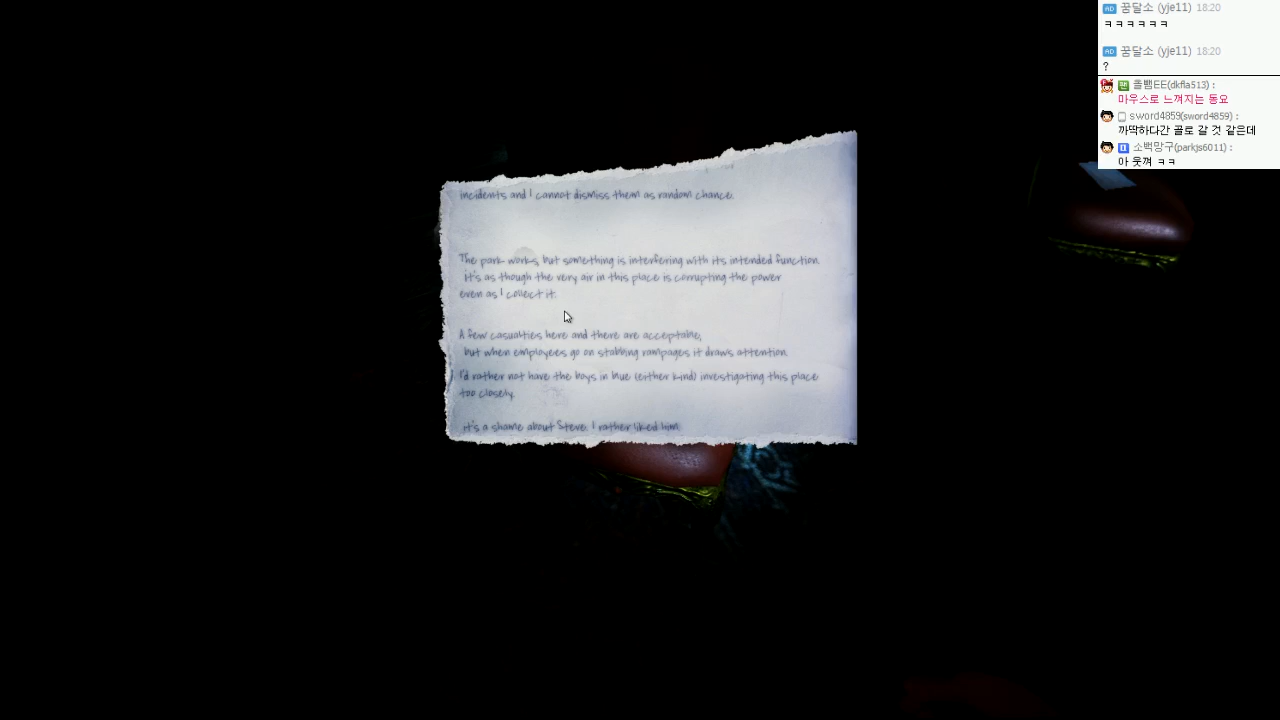 꿈달소 (yje11) 18:20
ㅋㅋㅋㅋㅋㅋ
꿈달소 (yje11) 18:20
?
졸뱀EE(dkfla513) :
마우스로 느껴지는 동요
sword4859(sword4859) :
까딱하다간 골로 갈 것 같은데
소백망구(parkjs6011) :
아 웃껴 ㅋㅋ
incidents and I cannot dismiss them as random chance.
The park works, but something is interfering with its intended function.
It's as though the very air in this place is corrupting the power
even as I collect it.
A few casualties here and there are acceptable,
but when employees go on stabbing rampages it draws attention.
I'd rather not have the boys in blue (either kind) investigating this place
too closely.
It's a shame about Steve. I rather liked him.